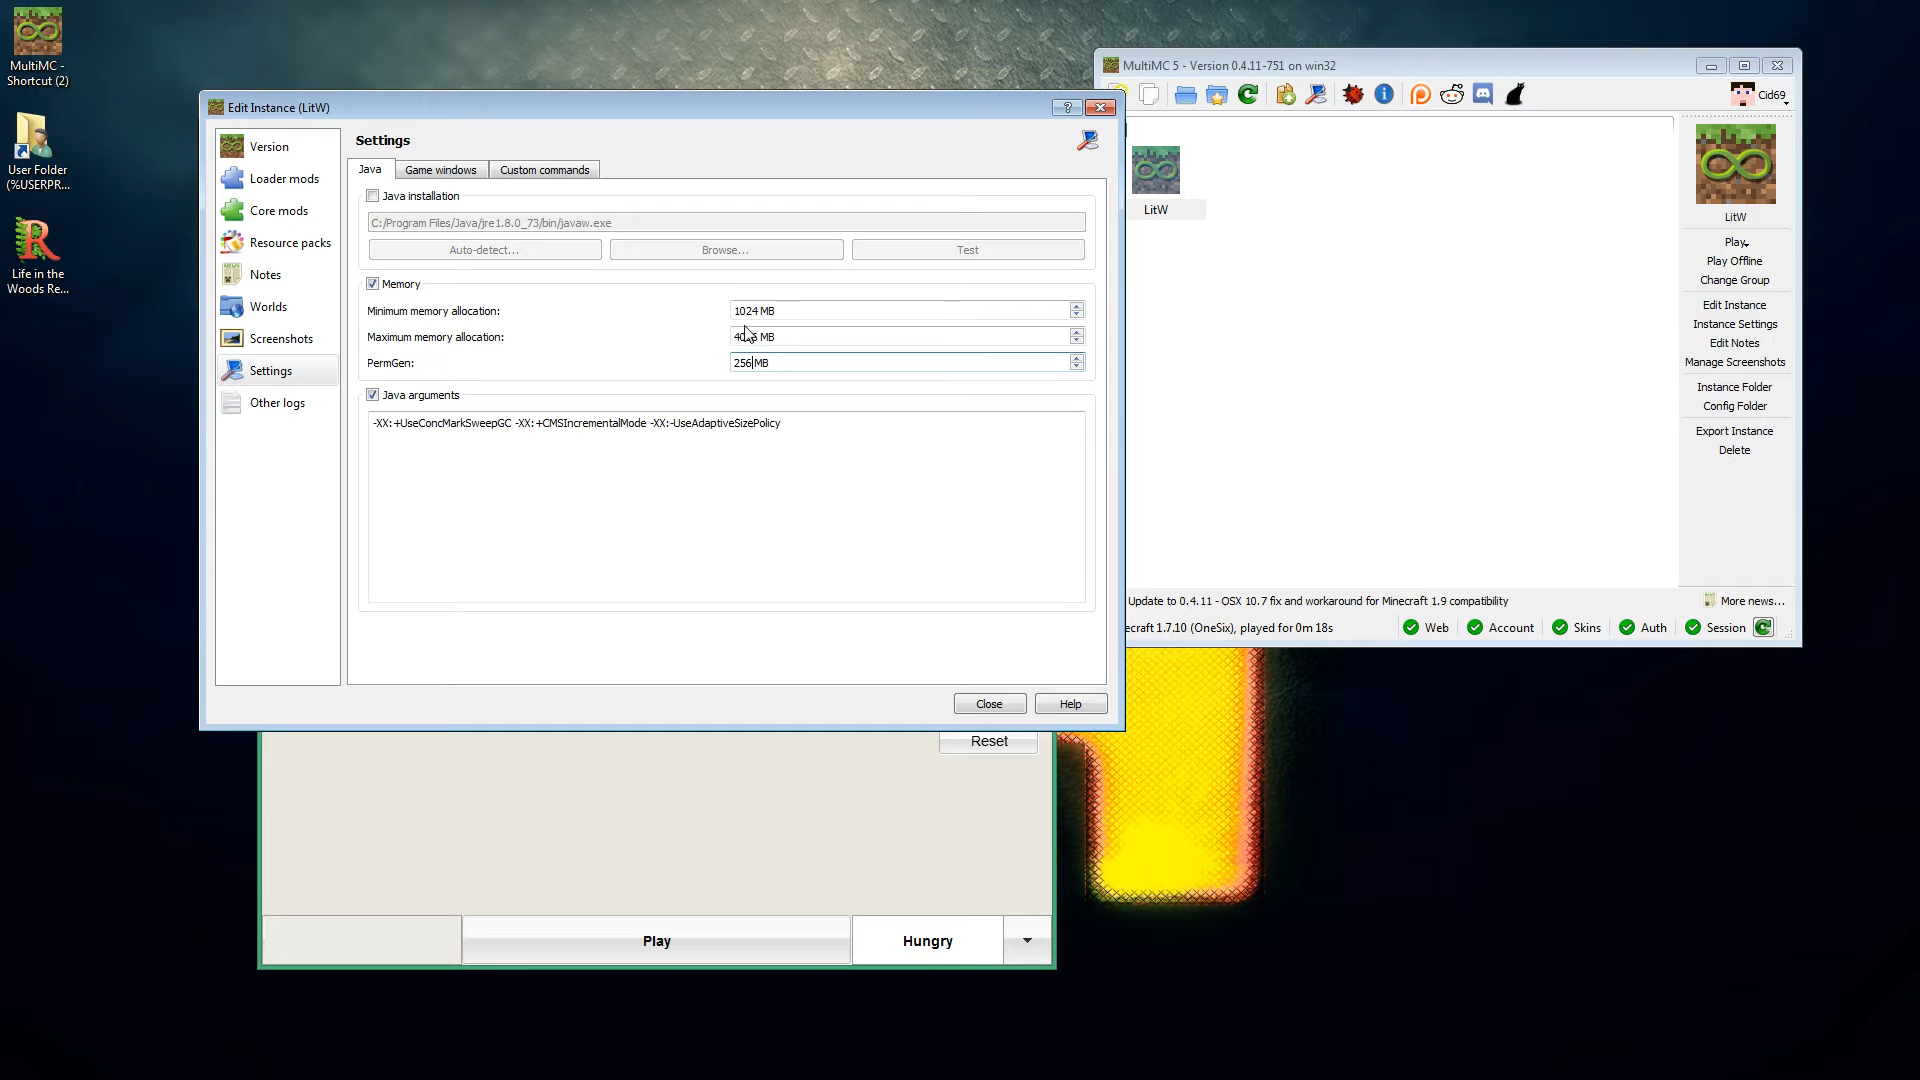 MultiMC -
Shortcut (2)
User Folder
(%USERPR...
Life in the
Woods Re...
Edit Instance (LitW)
Version
Loader mods
Core mods
Resource packs
Notes
Worlds
Screenshots
Settings
Other logs
Settings
Java
Game windows
Custom commands
Java installation
C:/Program Files/Java/jre1.8.0_73/bin/javaw.exe
Auto-detect...
Browse...
Test
Memory
Minimum memory allocation:
1024 MB
Maximum memory allocation:
MB
PermGen:
256 MB
Java arguments
-XX:+UseConcMarkSweepGC -XX:+CMSIncrementalMode -XX:-UseAdaptiveSizePolicy
Close
Help
Reset
Play
Hungry
MultiMC 5 - Version 0.4.11-751 on win32
Cid69
LitW
LitW
Play
Play Offline
Change Group
Edit Instance
Instance Settings
Edit Notes
Manage Screenshots
Instance Folder
Config Folder
Export Instance
Delete
Update to 0.4.11 - OSX 10.7 fix and workaround for Minecraft 1.9 compatibility
More news...
ecraft 1.7.10 (OneSix), played for 0m 18s
Web
Account
Skins
Auth
Session